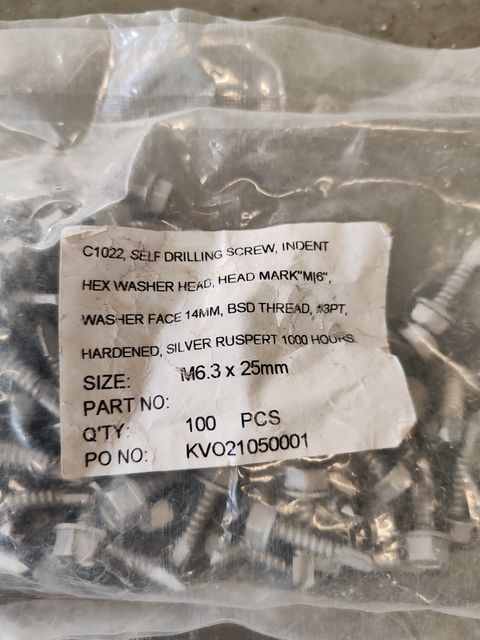 C1022, SELF DRILLING SCREW, INDENT
HEX WASHER HEAD, HEAD MARK"M|6",
WASHER FACE 14MM, BSD THREAD, #3PT,
HARDENED, SILVER RUSPERT 1000 HOURS.
SIZE: M6.3 x 25mm
PART NO:
Q'TY: 100 PCS
PO NO: KVO21050001